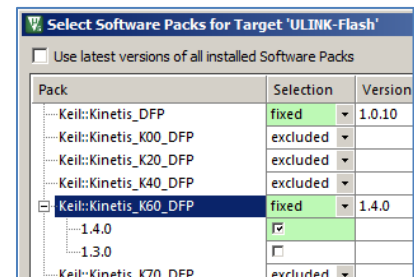 Select Software Packs for Target 'ULINK-Flash'
Use latest versions of all installed Software Packs
Pack Selection Version
Keil::Kinetis_DFP fixed 1.0.10
Keil::Kinetis_K00_DFP excluded
Keil::Kinetis_K20_DFP excluded
Keil::Kinetis_K40_DFP excluded
Keil::Kinetis_K60_DFP fixed 1.4.0
1.4.0
1.3.0
Keil::Kinetis_K70_DFP excluded